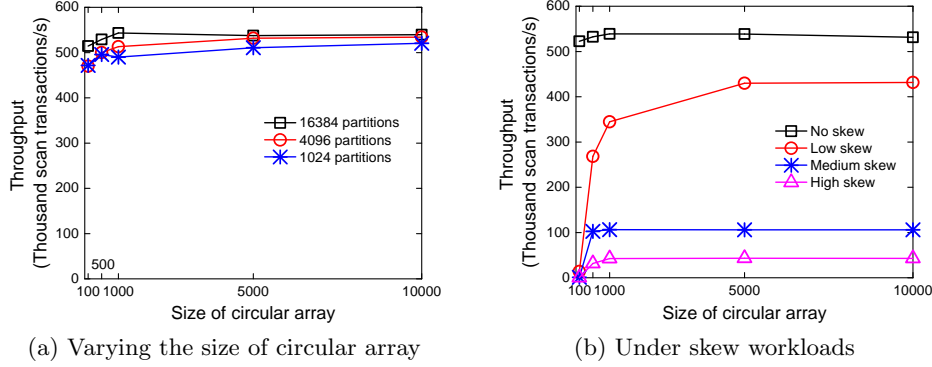 600
500
400
300
200
100
0
Throughput
(Thousand scan transactions/s)
16384 partitions
4096 partitions
1024 partitions
500
100 1000 5000 10000
Size of circular array
(a) Varying the size of circular array
600
500
400
300
200
100
0
Throughput
(Thousand scan transactions/s)
No skew
Low skew
Medium skew
High skew
100 1000 5000 10000
Size of circular array
(b) Under skew workloads